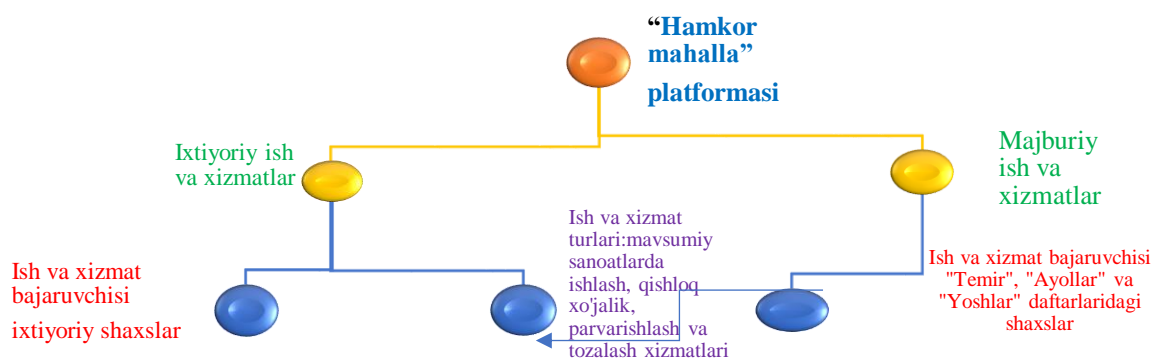 “Hamkor
mahalla”
platformasi
Ixtiyoriy ish
va xizmatlar
Majburiy
ish va
xizmatlar
Ish va xizmat
bajaruvchisi
ixtiyoriy shaxslar
Ish va xizmat
turlari:mavsumiy
sanoatlarda
ishlash, qishloq
xo'jalik,
parvarishlash va
tozalash xizmatlari
Ish va xizmat bajaruvchisi
"Temir", "Ayollar" va
"Yoshlar" daftarlaridagi
shaxslar